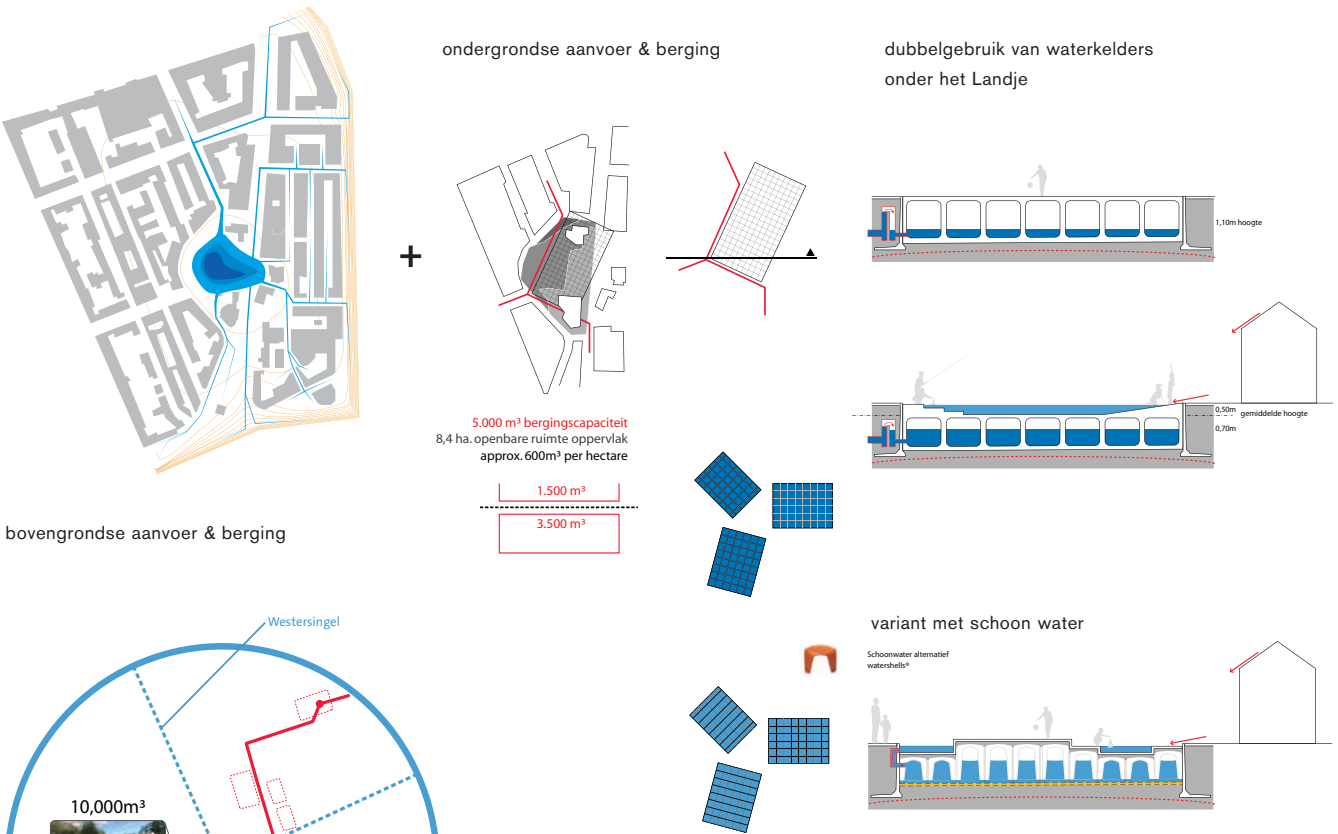 ondergrondse aanvoer & berging
dubbelgebruik van waterkelders
onder het Landje
1,10m hoogte
0,50m
gemiddelde hoogte
0,70m
5.000 m³ bergingscapaciteit
8,4 ha. openbare ruimte oppervlak
approx. 600m³ per hectare
1.500 m³
3.500 m³
bovengrondse aanvoer & berging
Westersingel
variant met schoon water
Schoonwater alternatief
watershells®
10,000m³